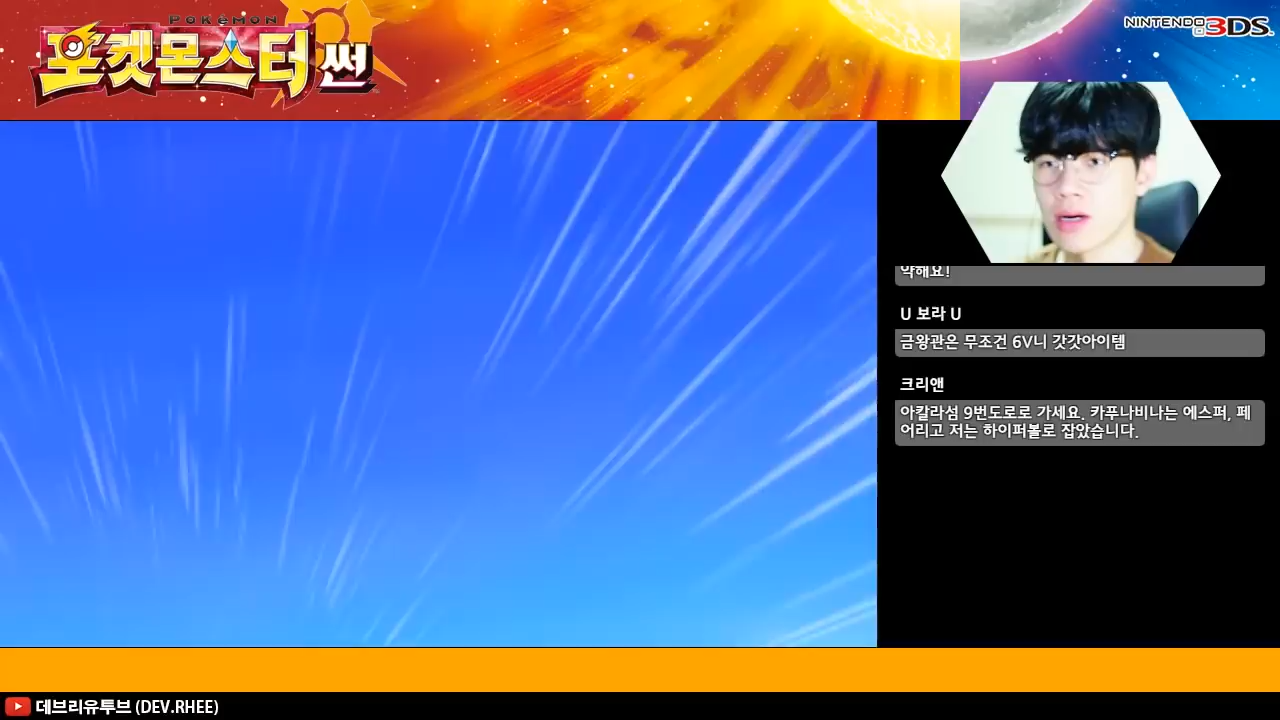 POKéMON
포켓몬스터 썬
NINTENDO 3DS
약해요!
U 보라 U
금왕관은 무조건 6V니 갓갓아이템
크리앤
아칼라섬 9번도로로 가세요. 카푸나비나는 에스퍼, 페
어리고 저는 하이퍼볼로 잡았습니다.
데브리유투브 (DEV.RHEE)